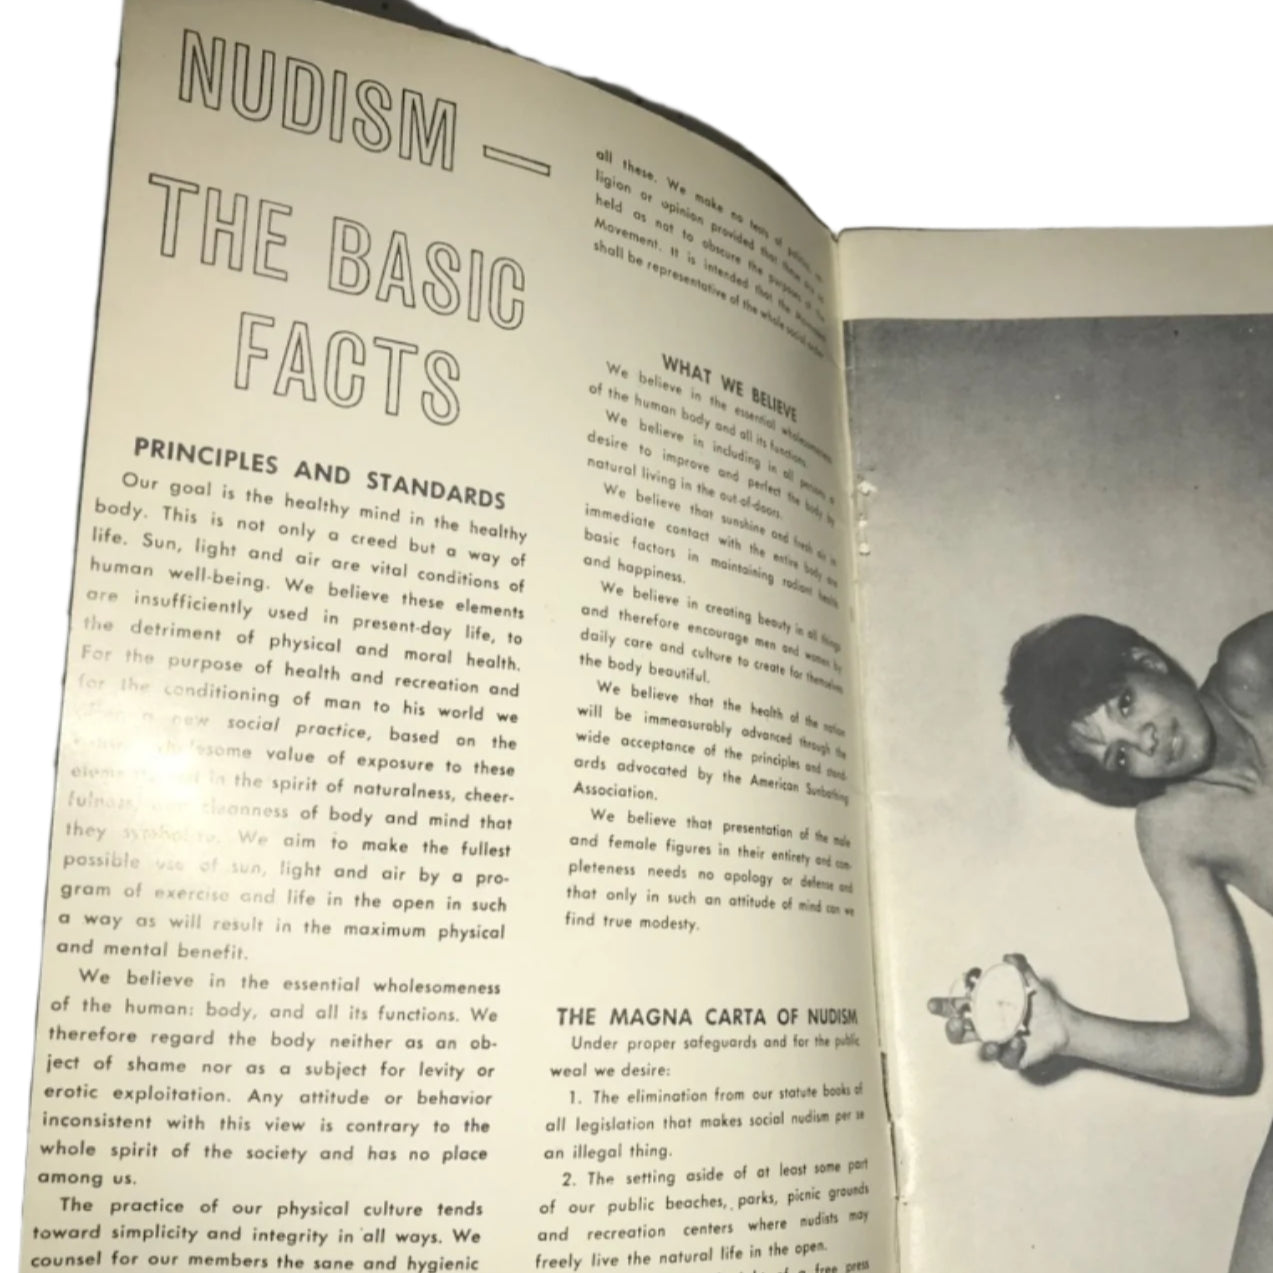 NUDISM —
THE BASIC
FACTS
PRINCIPLES AND STANDARDS
Our goal is the healthy mind in the healthy
body. This is not only a creed but a way of
life. Sun, light and air are vital conditions of
human well-being. We believe these elements
are insufficiently used in present-day life, to
the detriment of physical and moral health.
For the purpose of health and recreation and
for the conditioning of man to his world we
a new social practice, based on the
wholesome value of exposure to these
in the spirit of naturalness, cheer-
fulness, cleanness of body and mind that
they symbolize. We aim to make the fullest
possible use of sun, light and air by a pro-
gram of exercise and life in the open in such
a way as will result in the maximum physical
and mental benefit.
We believe in the essential wholesomeness
of the human: body, and all its functions. We
therefore regard the body neither as an ob-
ject of shame nor as a subject for levity or
erotic exploitation. Any attitude or behavior
inconsistent with this view is contrary to the
whole spirit of the society and has no place
among us.
The practice of our physical culture tends
toward simplicity and integrity in all ways. We
counsel for our members the sane and hygienic
all these. We make no tests of politics, re-
ligion or opinion provided that these are so
held as not to obscure the purposes of the
Movement. It is intended that the Movement
shall be representative of the whole social order.
WHAT WE BELIEVE
We believe in the essential wholesomeness
of the human body and all its functions.
We believe in including in all persons a
desire to improve and perfect the body by
natural living in the out-of-doors.
We believe that sunshine and fresh air in
immediate contact with the entire body are
basic factors in maintaining radiant health
and happiness.
We believe in creating beauty in all things
and therefore encourage men and women by
daily care and culture to create for themselves
the body beautiful.
We believe that the health of the nation
will be immeasurably advanced through the
wide acceptance of the principles and stand-
ards advocated by the American Sunbathing
Association.
We believe that presentation of the male
and female figures in their entirety and com-
pleteness needs no apology or defense and
that only in such an attitude of mind can we
find true modesty.
THE MAGNA CARTA OF NUDISM
Under proper safeguards and for the public
weal we desire:
1. The elimination from our statute books of
all legislation that makes social nudism per se
an illegal thing.
2. The setting aside of at least some part
of our public beaches, parks, picnic grounds
and recreation centers where nudists may
freely live the natural life in the open.
of a free press